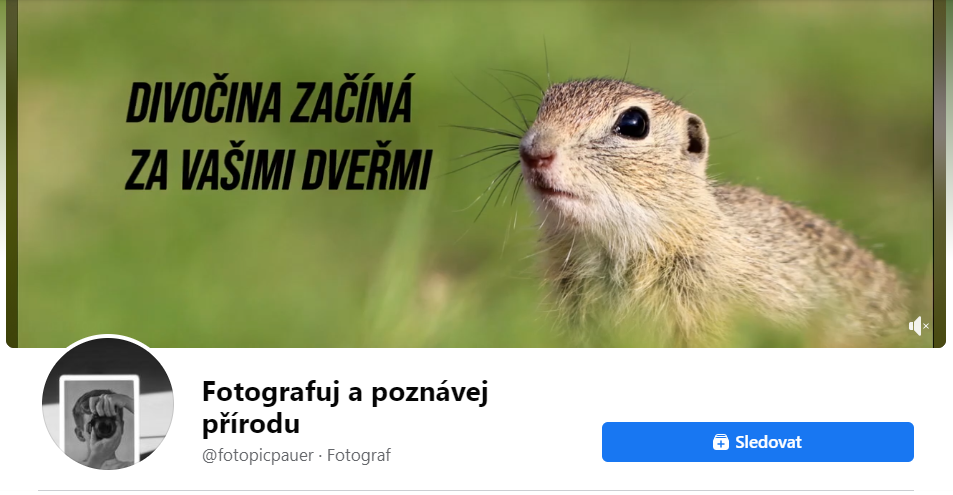 DIVOČINA ZAČÍNÁ
ZA VAŠIMI DVEŘMI
Fotografuj a poznávej
přírodu
@fotopicpauer · Fotograf
Sledovat